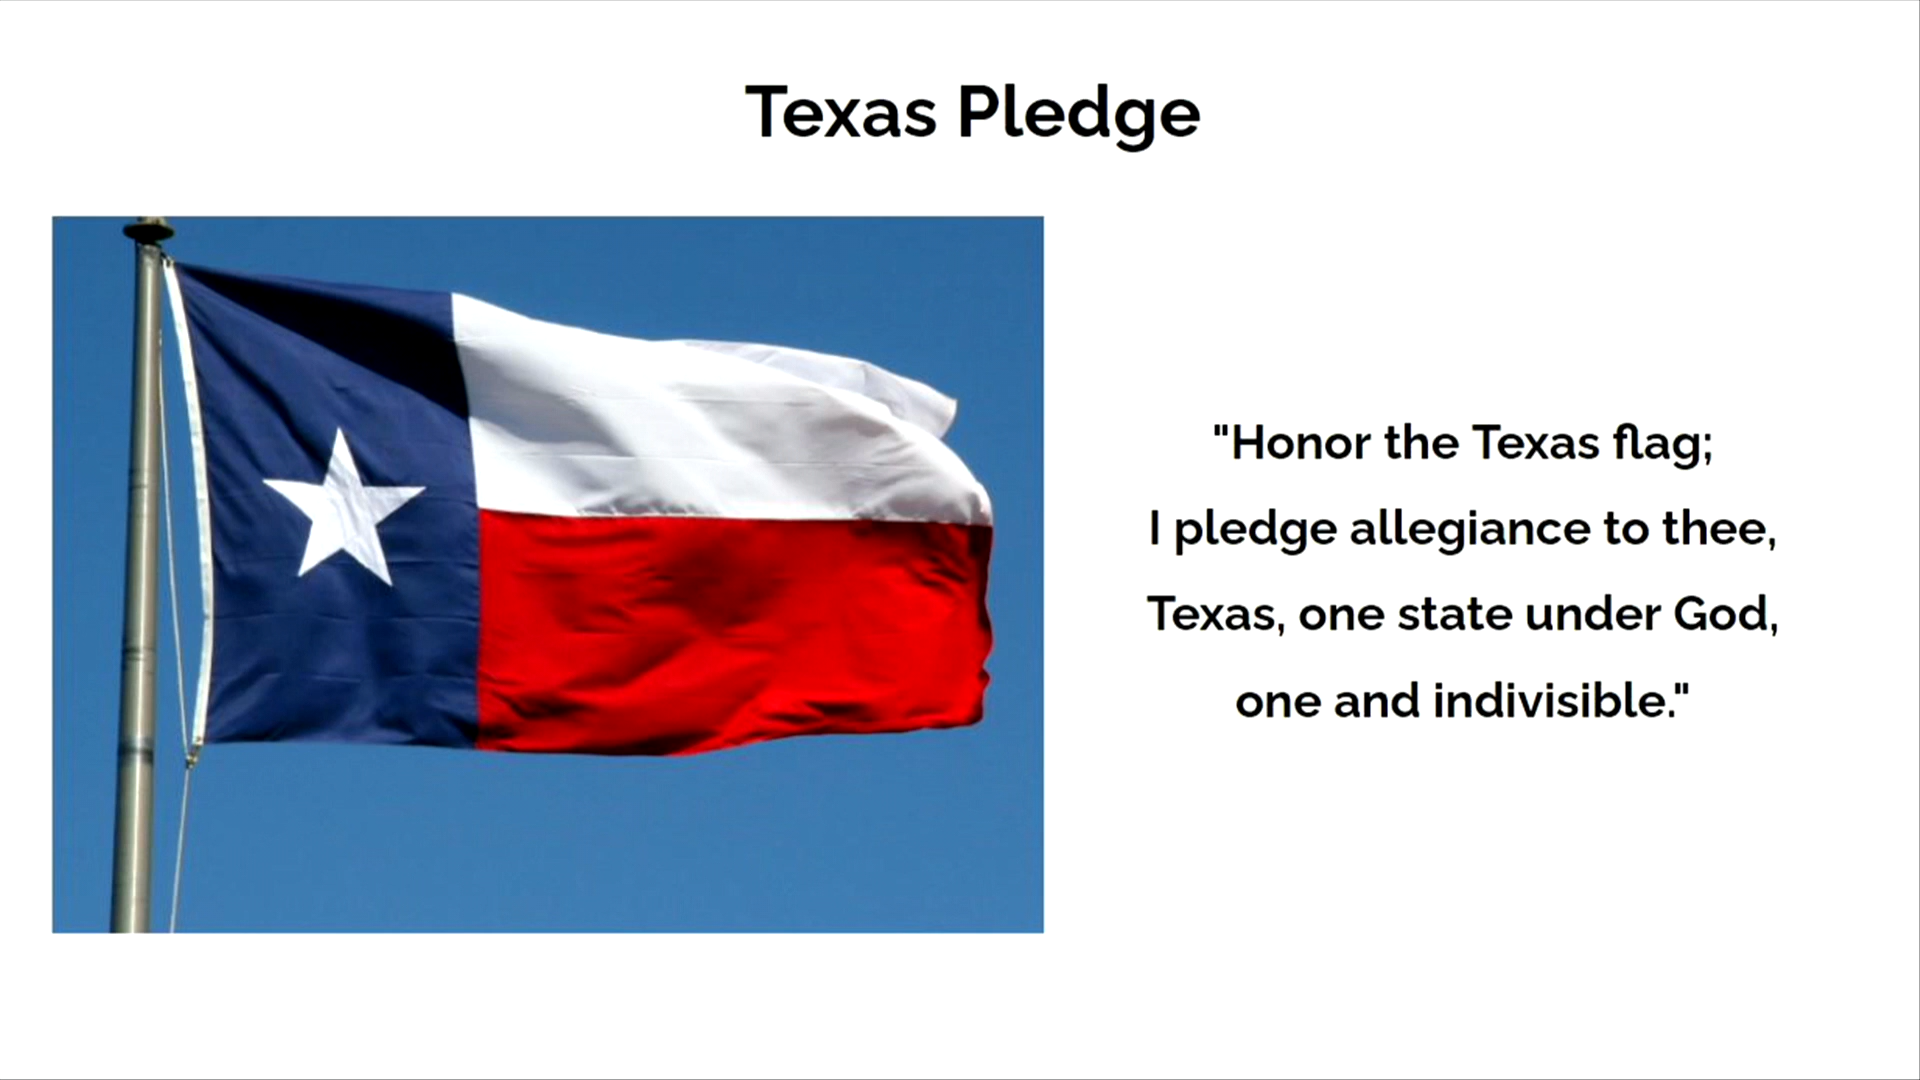 Texas Pledge
"Honor the Texas flag;
I pledge allegiance to thee,
Texas, one state under God,
one and indivisible."